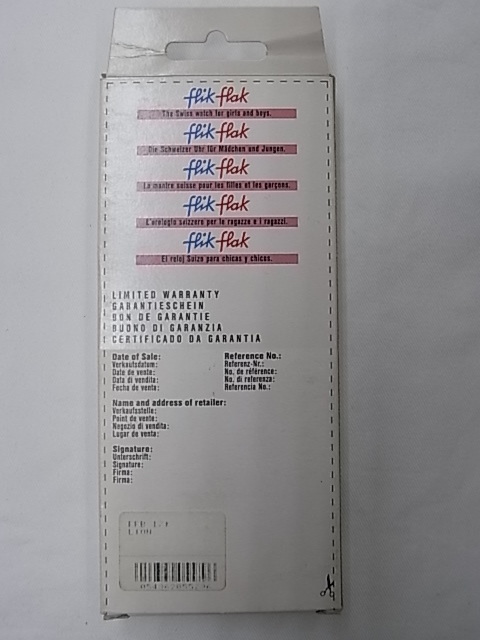 flik flak
The Swiss watch for girls and boys.
flik flak
Die Schweizer Uhr für Mädchen und Jungen.
flik flak
La montre suisse pour les filles et les garçons.
flik flak
L'orologio svizzero per le ragazze e i ragazzi.
flik flak
El reloj Suizo para chicas y chicos.
LIMITED WARRANTY
GARANTIESCHEIN
BON DE GARANTIE
BUONO DI GARANZIA
CERTIFICADO DA GARANTIA
Date of Sale:
Verkaufsdatum:
Date de vente:
Data di vendita:
Fecha de vente:
Reference No.:
Referenz-Nr.:
No. de référence:
No. di referenza:
Referencia No.:
Name and address of retailer:
Verkaufsstelle:
Point de vente:
Negozio di vendita:
Lugar de venta:
Signature:
Unterschrift:
Signature:
Firma:
Firma:
LION